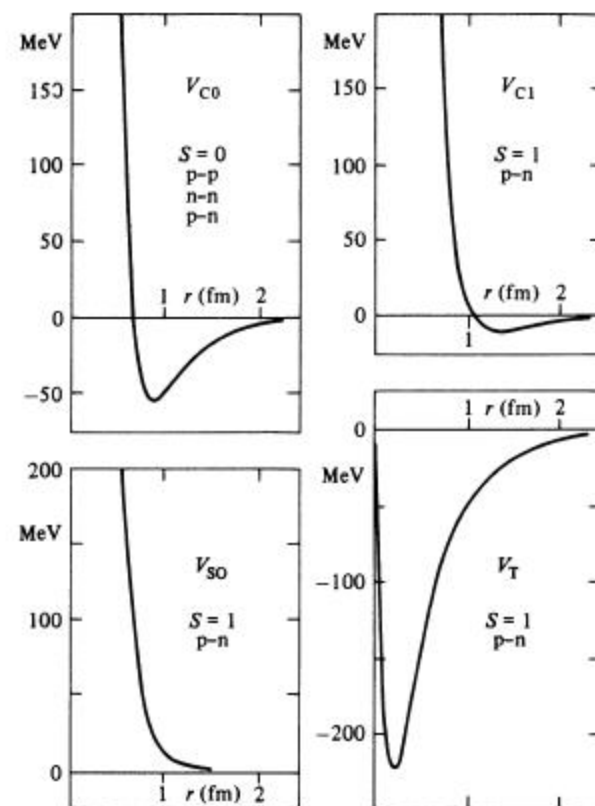 MeV
150
100
50
0
−50
V_C0
S = 0
p–p
n–n
p–n
1 r (fm) 2
MeV
150
100
50
0
V_C1
S = 1
p–n
r (fm) 2
1
200
MeV
100
0
V_SO
S = 1
p–n
1 r (fm) 2
1 r (fm) 2
0
MeV
−100
−200
V_T
S = 1
p–n